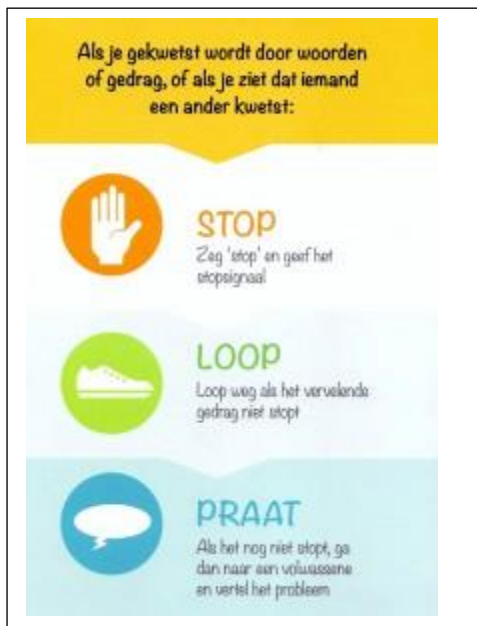 Als je gekwetst wordt door woorden
of gedrag, of als je ziet dat iemand
een ander kwetst:
STOP
Zeg 'stop' en geef het
stopsignaal
LOOP
Loop weg als het vervelende
gedrag niet stopt
PRAAT
Als het nog niet stopt, ga
dan naar een volwassene
en vertel het probleem